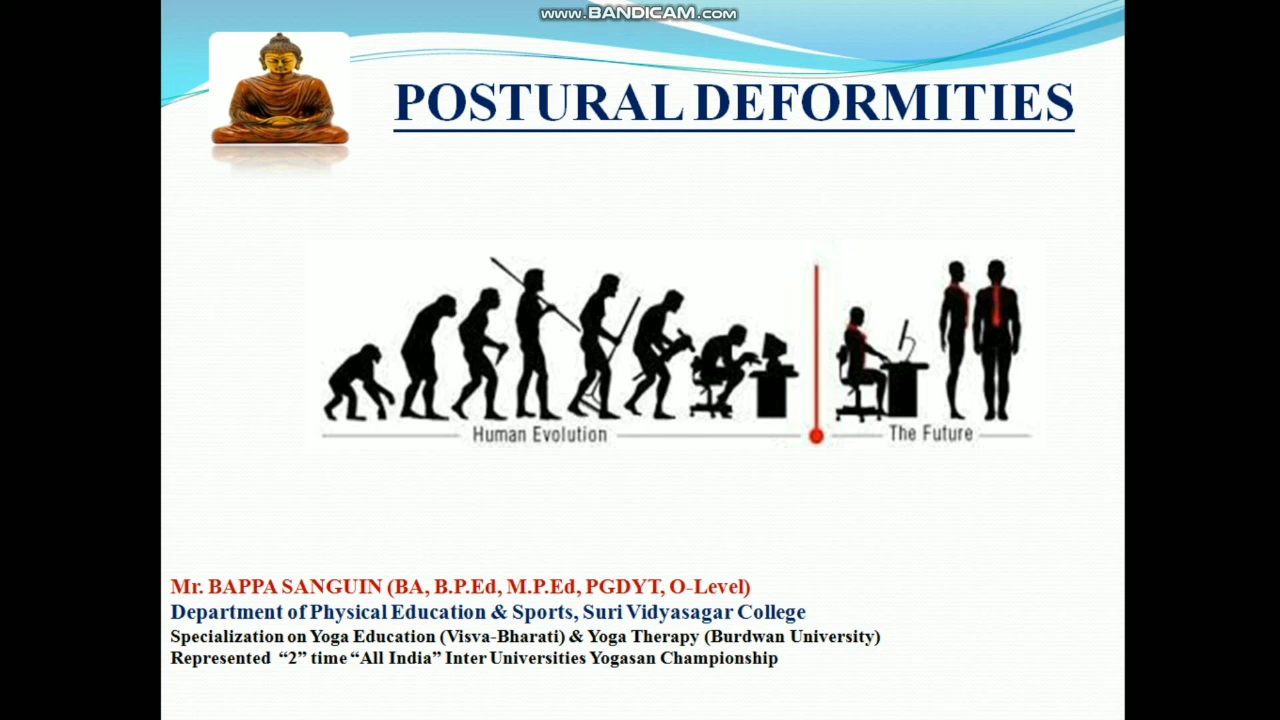 www.BANDICAM.com
POSTURAL DEFORMITIES
Human Evolution
The Future
Mr. BAPPA SANGUIN (BA, B.P.Ed, M.P.Ed, PGDYT, O-Level)
Department of Physical Education & Sports, Suri Vidyasagar College
Specialization on Yoga Education (Visva-Bharati) & Yoga Therapy (Burdwan University)
Represented “2” time “All India” Inter Universities Yogasan Championship